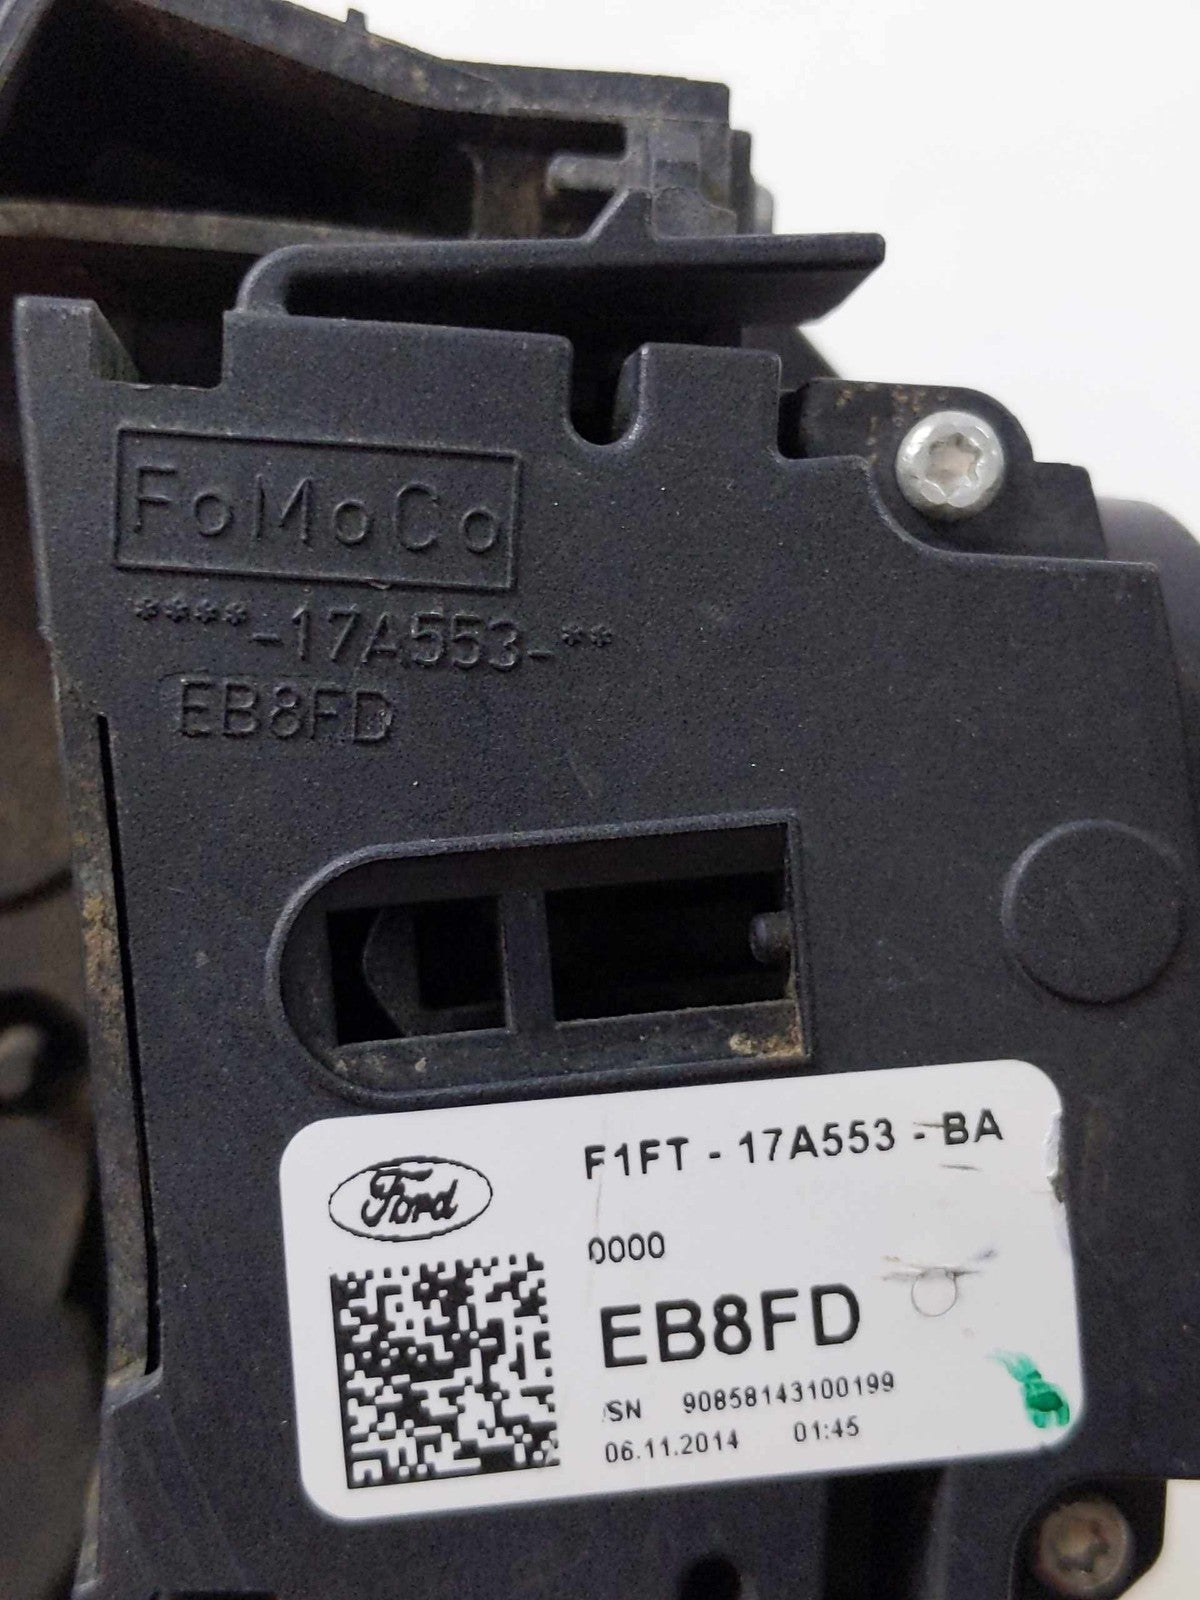 FoMoCo
****-17A553-**
EB8FD
Ford
F1FT - 17A553 - BA
0000
EB8FD
/SN 90858143100199
06.11.2014 01:45